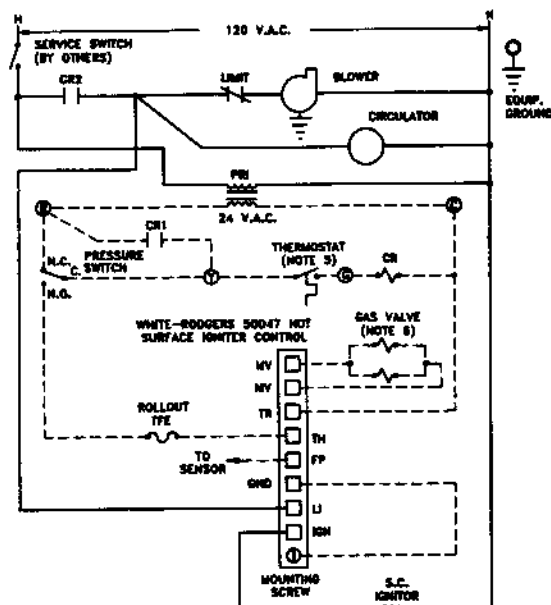 H
N
120 V.A.C.
SERVICE SWITCH
(BY OTHERS)
CR2
LIMIT
BLOWER
EQUIP.
GROUND
CIRCULATOR
PRI
24 V.A.C.
R
C
CR1
N.C.
C.
PRESSURE
SWITCH
N.O.
Y
THERMOSTAT
(NOTE 5)
G
CR
WHITE-RODGERS 50047 HOT
SURFACE IGNITER CONTROL
GAS VALVE
(NOTE 6)
MV
MV
TR
ROLLOUT
TFE
TH
TO
SENSOR
FP
GND
L1
IGN
MOUNTING
SCREW
S.C.
IGNITOR